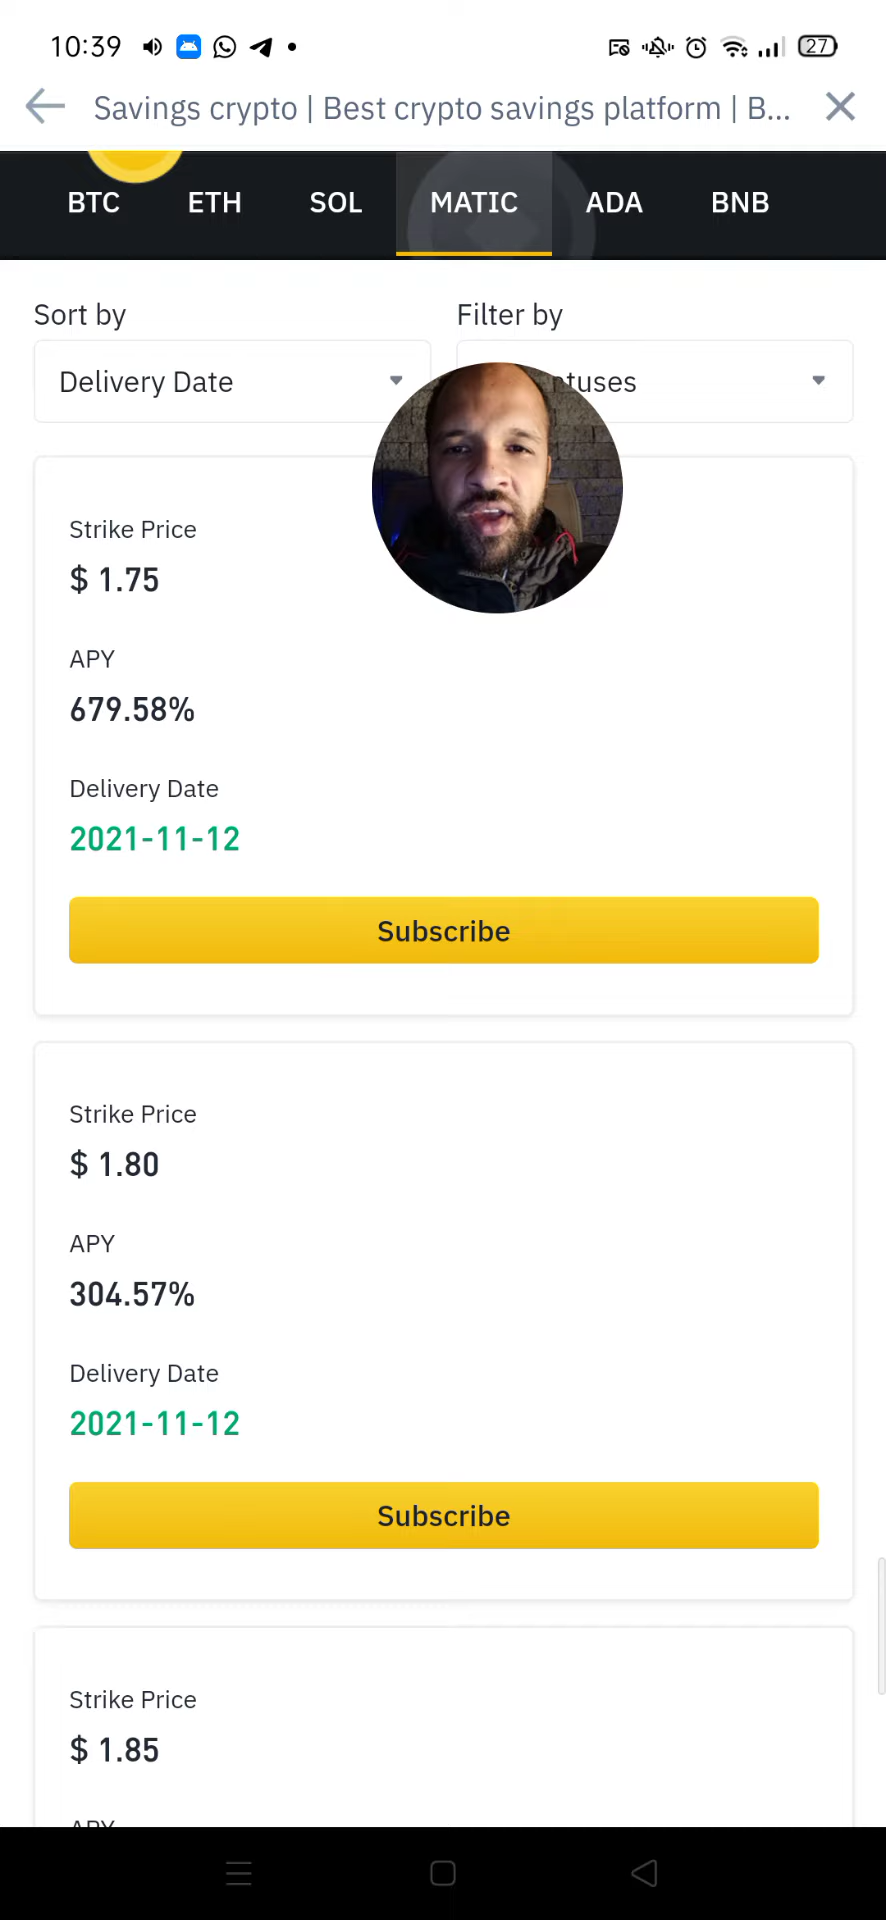 10:39
27
Savings crypto | Best crypto savings platform | B...
BTC ETH SOL MATIC ADA BNB
Sort by Filter by
Delivery Date tuses
Strike Price
$ 1.75
APY
679.58%
Delivery Date
2021-11-12
Subscribe
Strike Price
$ 1.80
APY
304.57%
Delivery Date
2021-11-12
Subscribe
Strike Price
$ 1.85
APY